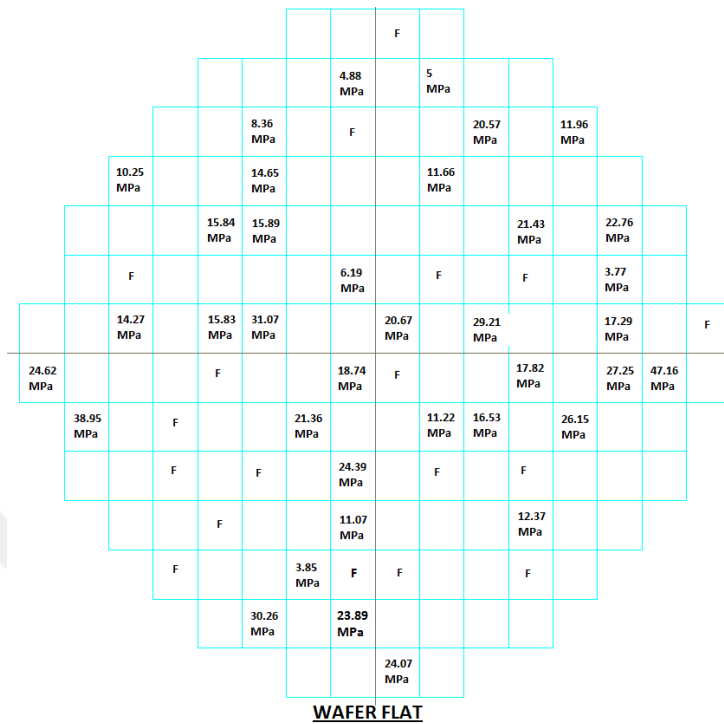 F
4.88 MPa
5 MPa
8.36 MPa
F
20.57 MPa
11.96 MPa
10.25 MPa
14.65 MPa
11.66 MPa
15.84 MPa
15.89 MPa
21.43 MPa
22.76 MPa
F
6.19 MPa
F
F
3.77 MPa
14.27 MPa
15.83 MPa
31.07 MPa
20.67 MPa
29.21 MPa
17.29 MPa
F
24.62 MPa
F
18.74 MPa
F
17.82 MPa
27.25 MPa
47.16 MPa
38.95 MPa
F
21.36 MPa
11.22 MPa
16.53 MPa
26.15 MPa
F
F
24.39 MPa
F
F
F
11.07 MPa
12.37 MPa
F
3.85 MPa
F
F
F
30.26 MPa
23.89 MPa
24.07 MPa
WAFER FLAT